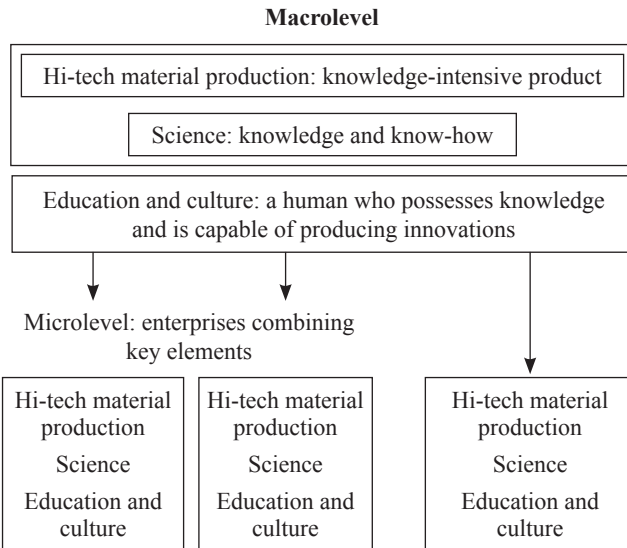 Macrolevel
Hi-tech material production: knowledge-intensive product
Science: knowledge and know-how
Education and culture: a human who possesses knowledge
and is capable of producing innovations
Microlevel: enterprises combining
key elements
Hi-tech material
production
Science
Education and
culture
Hi-tech material
production
Science
Education and
culture
Hi-tech material
production
Science
Education and
culture